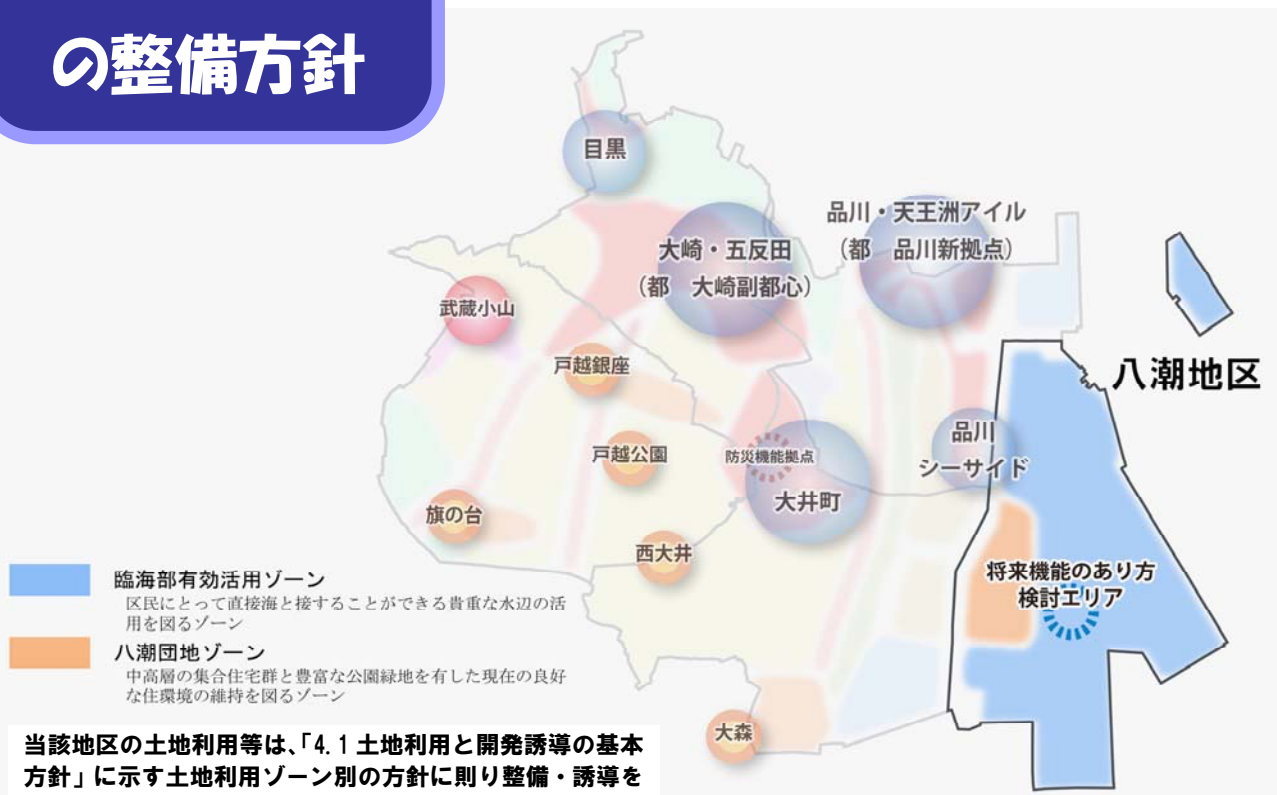 の整備方針
目黒
品川・天王洲アイル
(都 品川新拠点)
大崎・五反田
(都 大崎副都心)
武蔵小山
八潮地区
戸越銀座
品川
シーサイド
戸越公園
防災機能拠点
大井町
旗の台
西大井
将来機能のあり方
検討エリア
大森
臨海部有効活用ゾーン
区民にとって直接海と接することができる貴重な水辺の活
用を図るゾーン
八潮団地ゾーン
中高層の集合住宅群と豊富な公園緑地を有した現在の良好
な住環境の維持を図るゾーン
当該地区の土地利用等は、「4.1 土地利用と開発誘導の基本
方針」に示す土地利用ゾーン別の方針に則り整備・誘導を